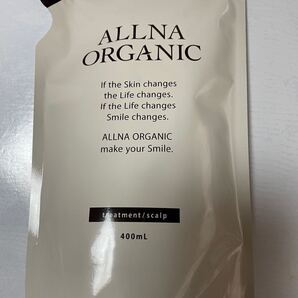 ALLNA
ORGANIC
If the Skin changes
the Life changes.
If the Life changes
Smile changes.
ALLNA ORGANIC
make your Smile.
treatment/scalp
400mL